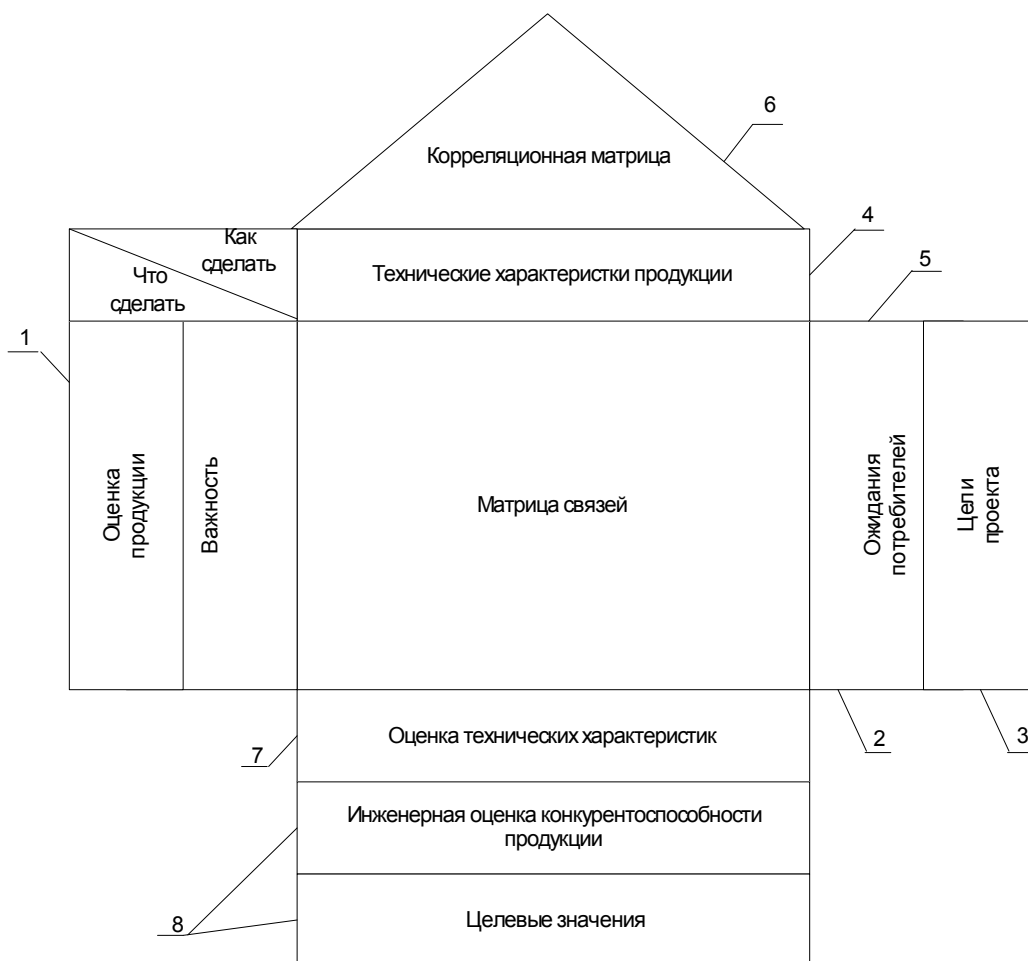 6
Корреляционная матрица
4
Как
сделать
Что
сделать
Технические характеристки продукции
5
1
Оценка
продукции
Важность
Матрица связей
Ожидания
потребителей
Цели
проекта
7
Оценка технических характеристик
2
3
Инженерная оценка конкурентоспособности
продукции
8
Целевые значения